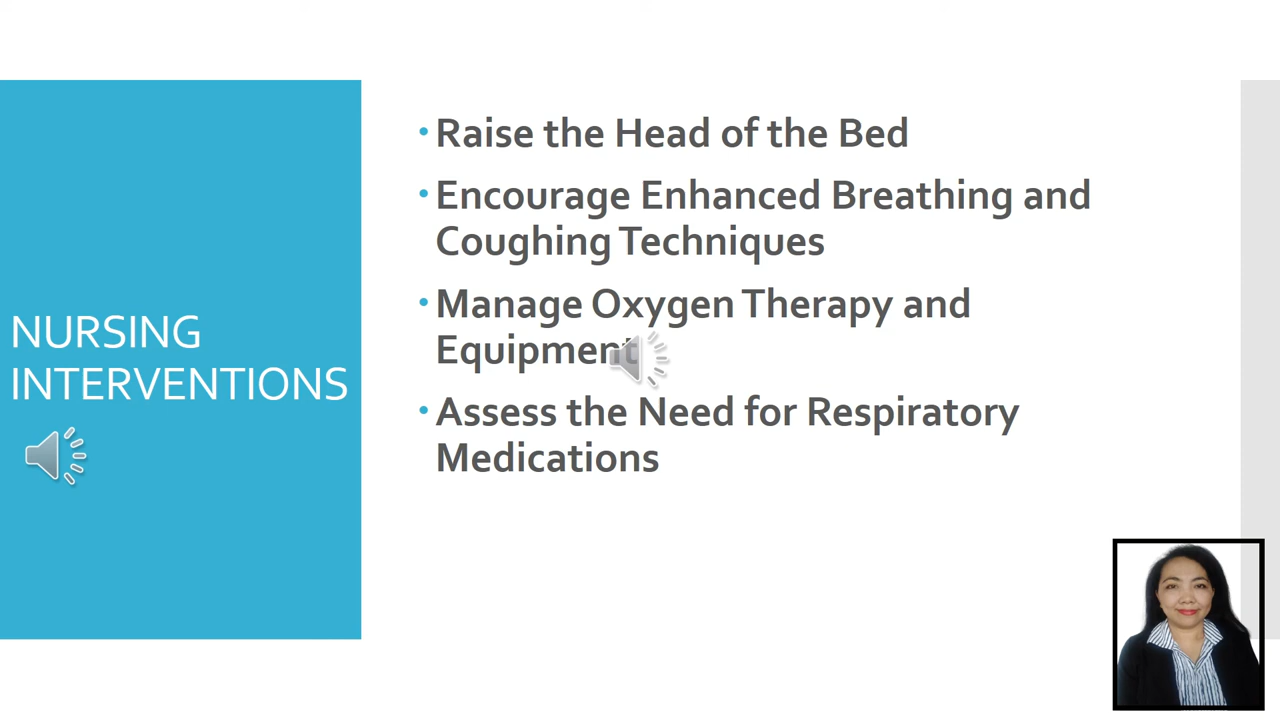 NURSING
INTERVENTIONS
• Raise the Head of the Bed
• Encourage Enhanced Breathing and
Coughing Techniques
• Manage Oxygen Therapy and
Equipment
• Assess the Need for Respiratory
Medications